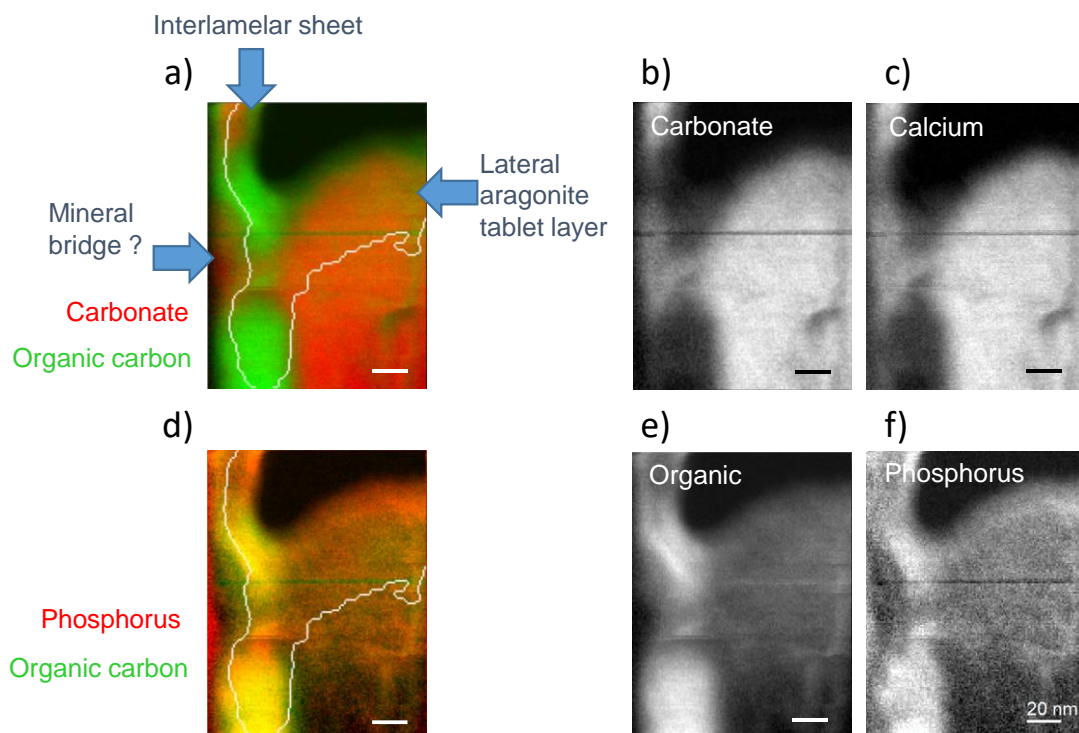 Interlamelar sheet
a)
b)
c)
Carbonate
Calcium
Lateral
aragonite
tablet layer
Mineral
bridge ?
Carbonate
Organic carbon
d)
e)
f)
Organic
Phosphorus
Phosphorus
Organic carbon
20 nm